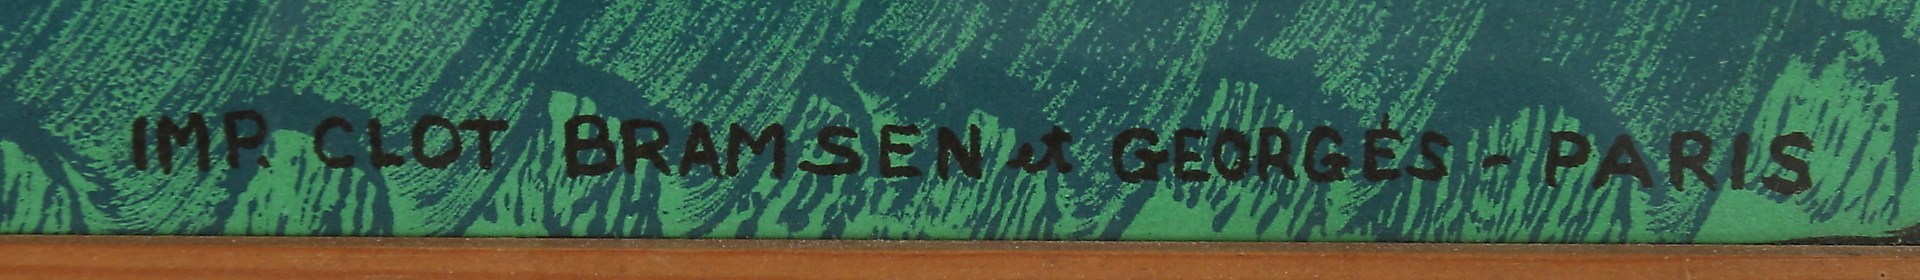 IMP. CLOT BRAMSEN et GEORGÉS - PARIS